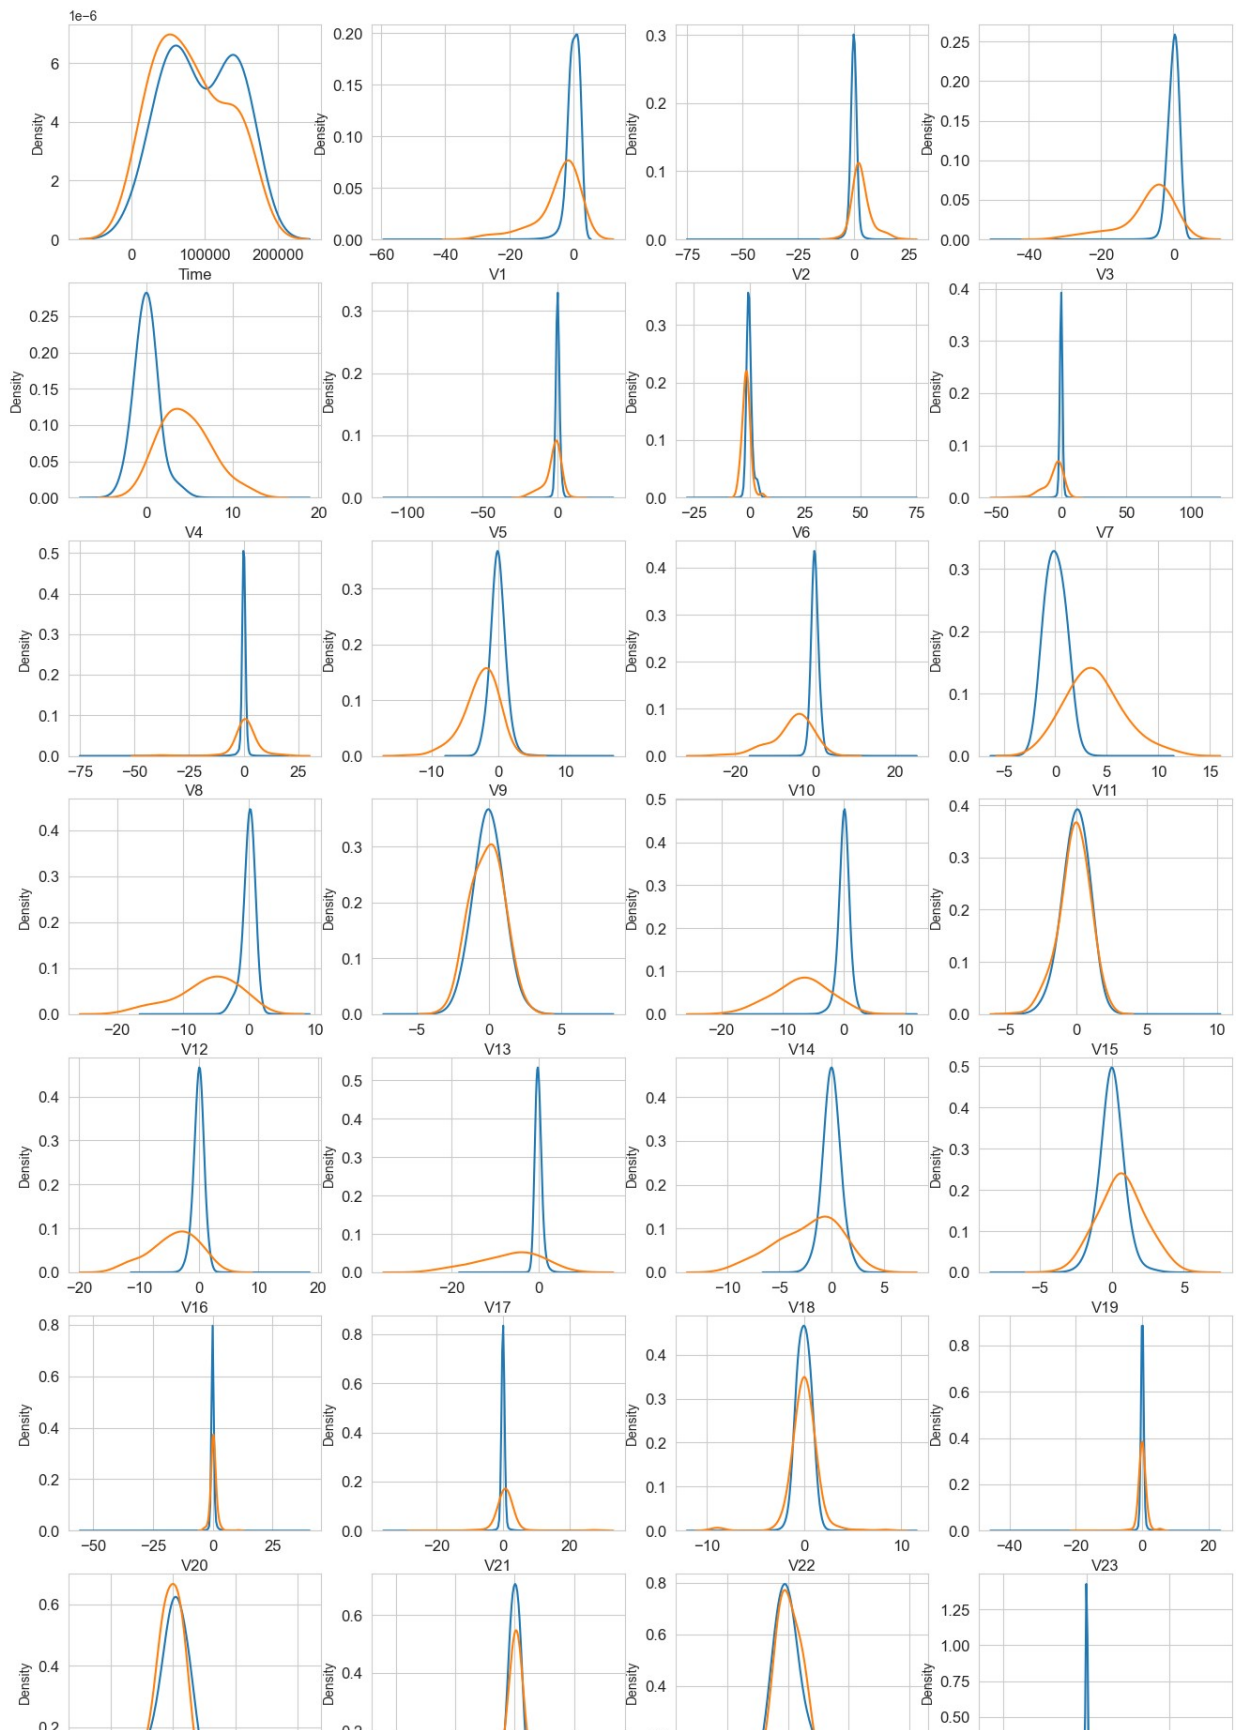 1e−6
6
4
2
0
Density
0 100000 200000
Time
0.20
0.15
0.10
0.05
0.00
Density
−60 −40 −20 0
V1
0.3
0.2
0.1
0.0
Density
−75 −50 −25 0 25
V2
0.25
0.20
0.15
0.10
0.05
0.00
Density
−40 −20 0
V3
0.25
0.20
0.15
0.10
0.05
0.00
Density
0 10 20
V4
0.3
0.2
0.1
0.0
Density
−100 −50 0
V5
0.3
0.2
0.1
0.0
Density
−25 0 25 50 75
V6
0.4
0.3
0.2
0.1
0.0
Density
−50 0 50 100
V7
0.5
0.4
0.3
0.2
0.1
0.0
Density
−75 −50 −25 0 25
V8
0.3
0.2
0.1
0.0
Density
−10 0 10
V9
0.4
0.3
0.2
0.1
0.0
Density
−20 0 20
V10
0.3
0.2
0.1
0.0
Density
−5 0 5 10 15
V11
0.4
0.3
0.2
0.1
0.0
Density
−20 −10 0 10
V12
0.3
0.2
0.1
0.0
Density
−5 0 5
V13
0.5
0.4
0.3
0.2
0.1
0.0
Density
−20 −10 0 10
V14
0.4
0.3
0.2
0.1
0.0
Density
−5 0 5 10
V15
0.4
0.3
0.2
0.1
0.0
Density
−20 −10 0 10 20
V16
0.5
0.4
0.3
0.2
0.1
0.0
Density
−20 0
V17
0.4
0.3
0.2
0.1
0.0
Density
−10 −5 0 5
V18
0.5
0.4
0.3
0.2
0.1
0.0
Density
−5 0 5
V19
0.8
0.6
0.4
0.2
0.0
Density
−50 −25 0 25
V20
0.8
0.6
0.4
0.2
0.0
Density
−20 0 20
V21
0.4
0.3
0.2
0.1
0.0
Density
−10 0 10
V22
0.8
0.6
0.4
0.2
0.0
Density
−40 −20 0 20
V23
0.6
0.4
0.2
Density
0.6
0.4
0.2
Density
0.8
0.6
0.4
Density
1.25
1.00
0.75
0.50
Density